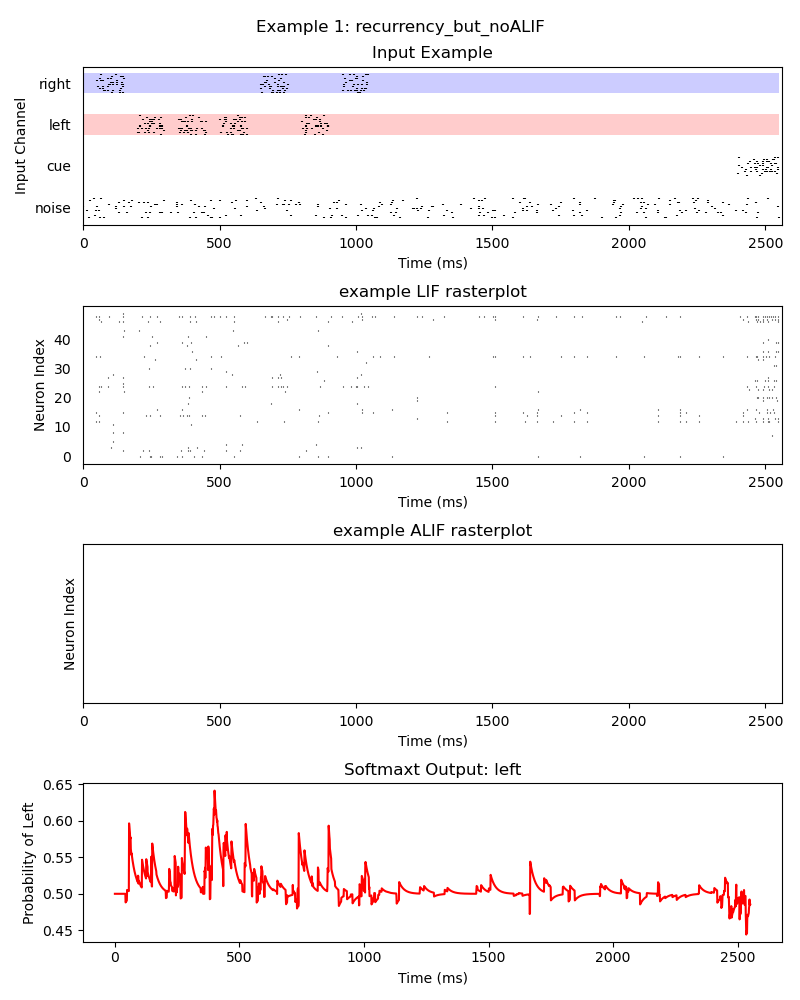 Example 1: recurrency_but_noALIF
Input Example
Input Channel
right
left
cue
noise
0 500 1000 1500 2000 2500
Time (ms)
example LIF rasterplot
Neuron Index
40
30
20
10
0
0 500 1000 1500 2000 2500
Time (ms)
example ALIF rasterplot
Neuron Index
0 500 1000 1500 2000 2500
Time (ms)
Softmaxt Output: left
Probability of Left
0.65
0.60
0.55
0.50
0.45
0 500 1000 1500 2000 2500
Time (ms)